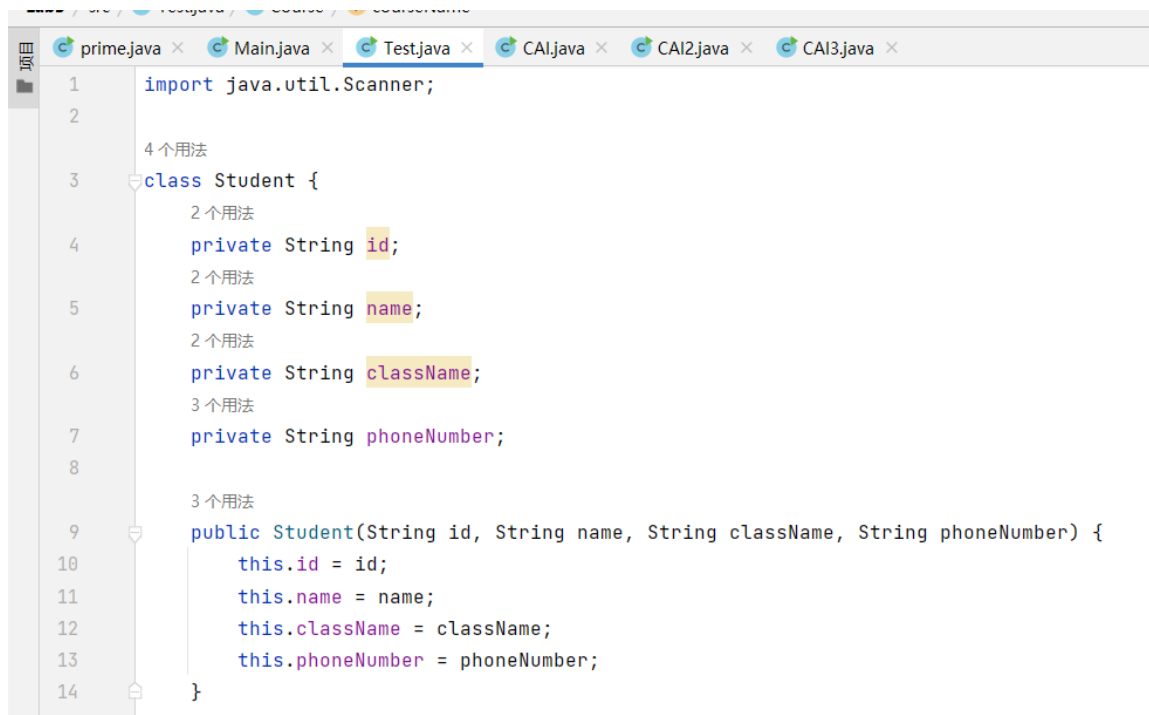 prime.java × Main.java × Test.java × CAI.java × CAI2.java × CAI3.java ×
项目
1 import java.util.Scanner;
2
4 个用法
3 class Student {
2 个用法
4 private String id;
2 个用法
5 private String name;
2 个用法
6 private String className;
3 个用法
7 private String phoneNumber;
8
3 个用法
9 public Student(String id, String name, String className, String phoneNumber) {
10 this.id = id;
11 this.name = name;
12 this.className = className;
13 this.phoneNumber = phoneNumber;
14 }